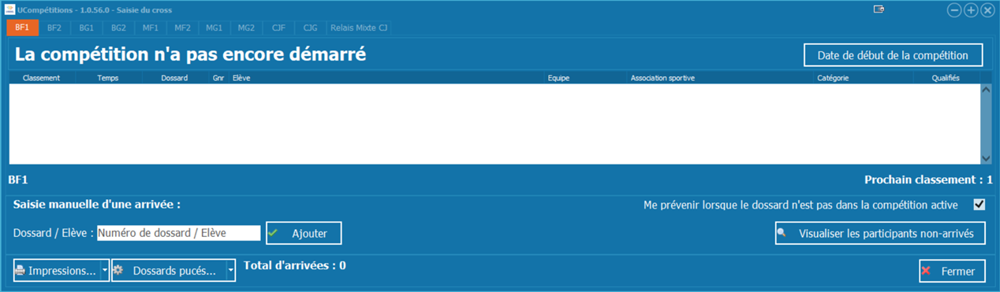 UCompétitions - 1.0.56.0 - Saisie du cross
BF1 BF2 BG1 BG2 MF1 MF2 MG1 MG2 CJF CJG Relais Mixte CJ
La compétition n'a pas encore démarré
Date de début de la compétition
Classement Temps Dossard Gnr Elève Equipe Association sportive Catégorie Qualifiés
BF1 Prochain classement : 1
Saisie manuelle d'une arrivée :
Me prévenir lorsque le dossard n'est pas dans la compétition active
Dossard / Elève : Numéro de dossard / Elève Ajouter
Visualiser les participants non-arrivés
Impressions... Dossards pucés... Total d'arrivées : 0
Fermer